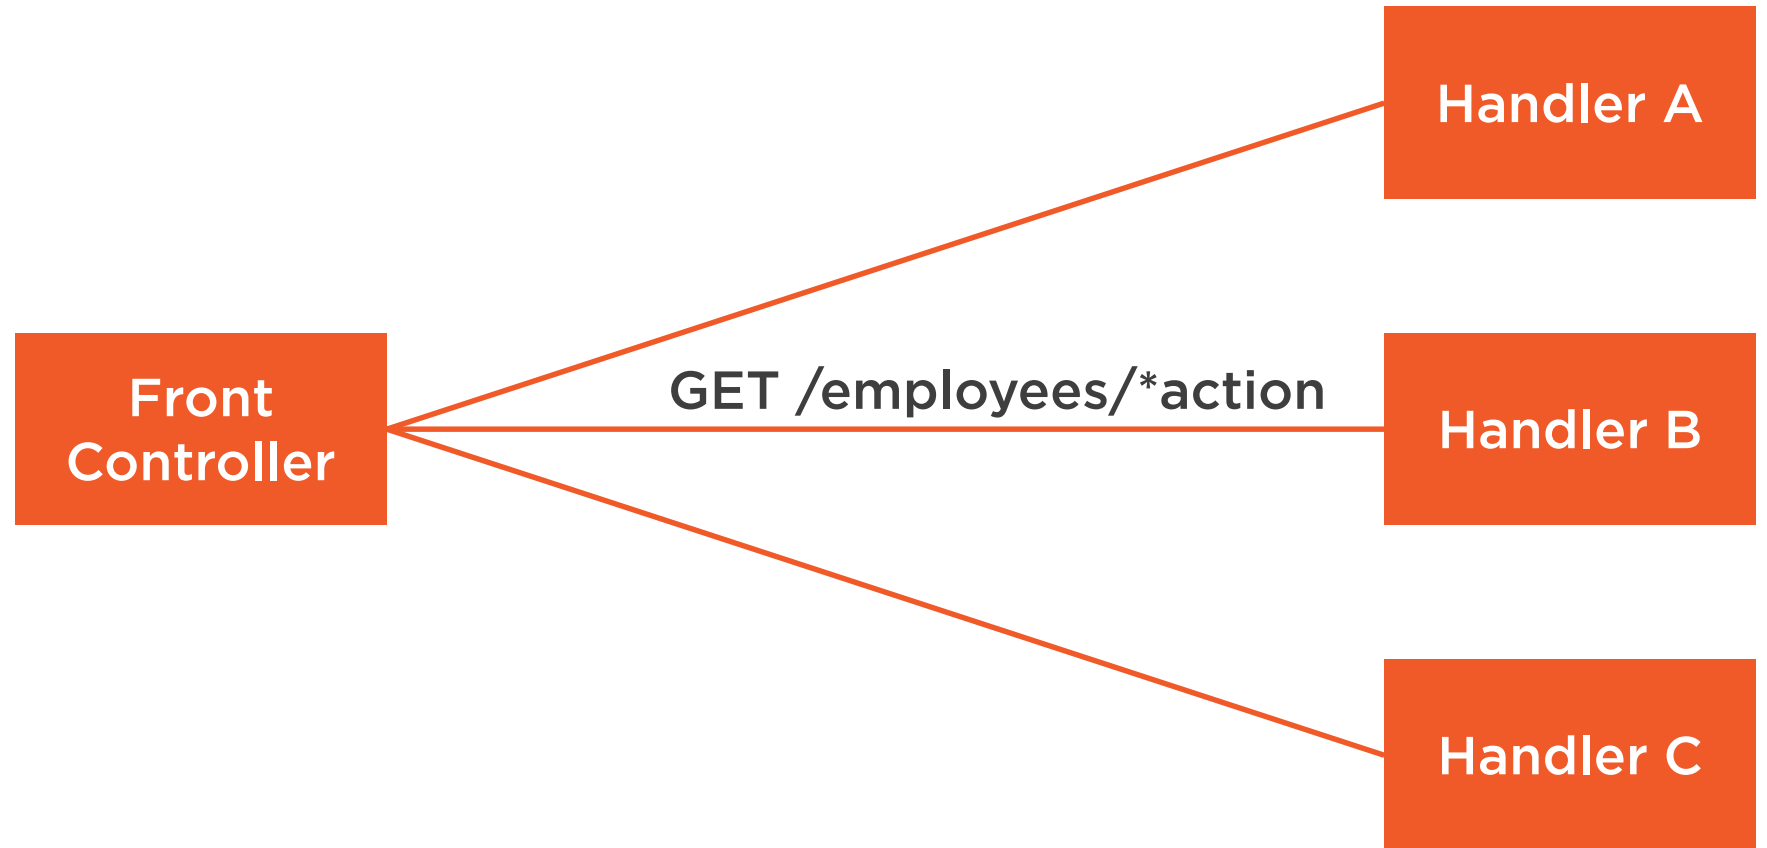 Handler A
Front
Controller
GET /employees/*action
Handler B
Handler C